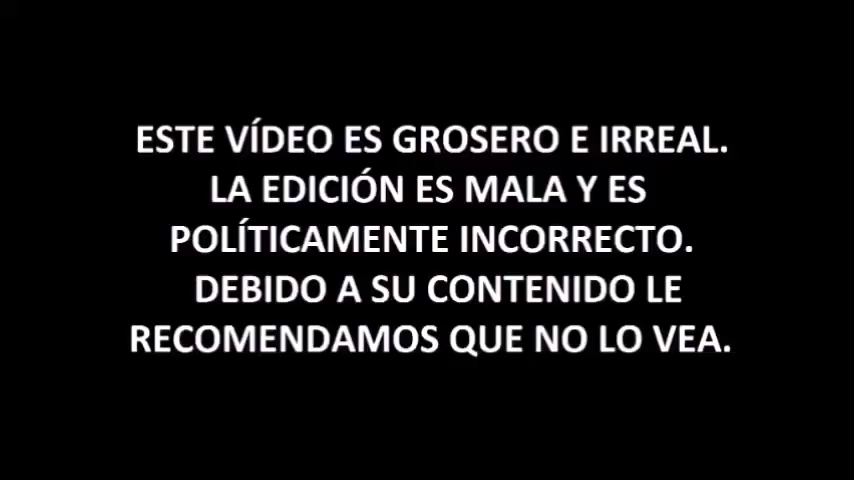 ESTE VÍDEO ES GROSERO E IRREAL.
LA EDICIÓN ES MALA Y ES
POLÍTICAMENTE INCORRECTO.
DEBIDO A SU CONTENIDO LE
RECOMENDAMOS QUE NO LO VEA.